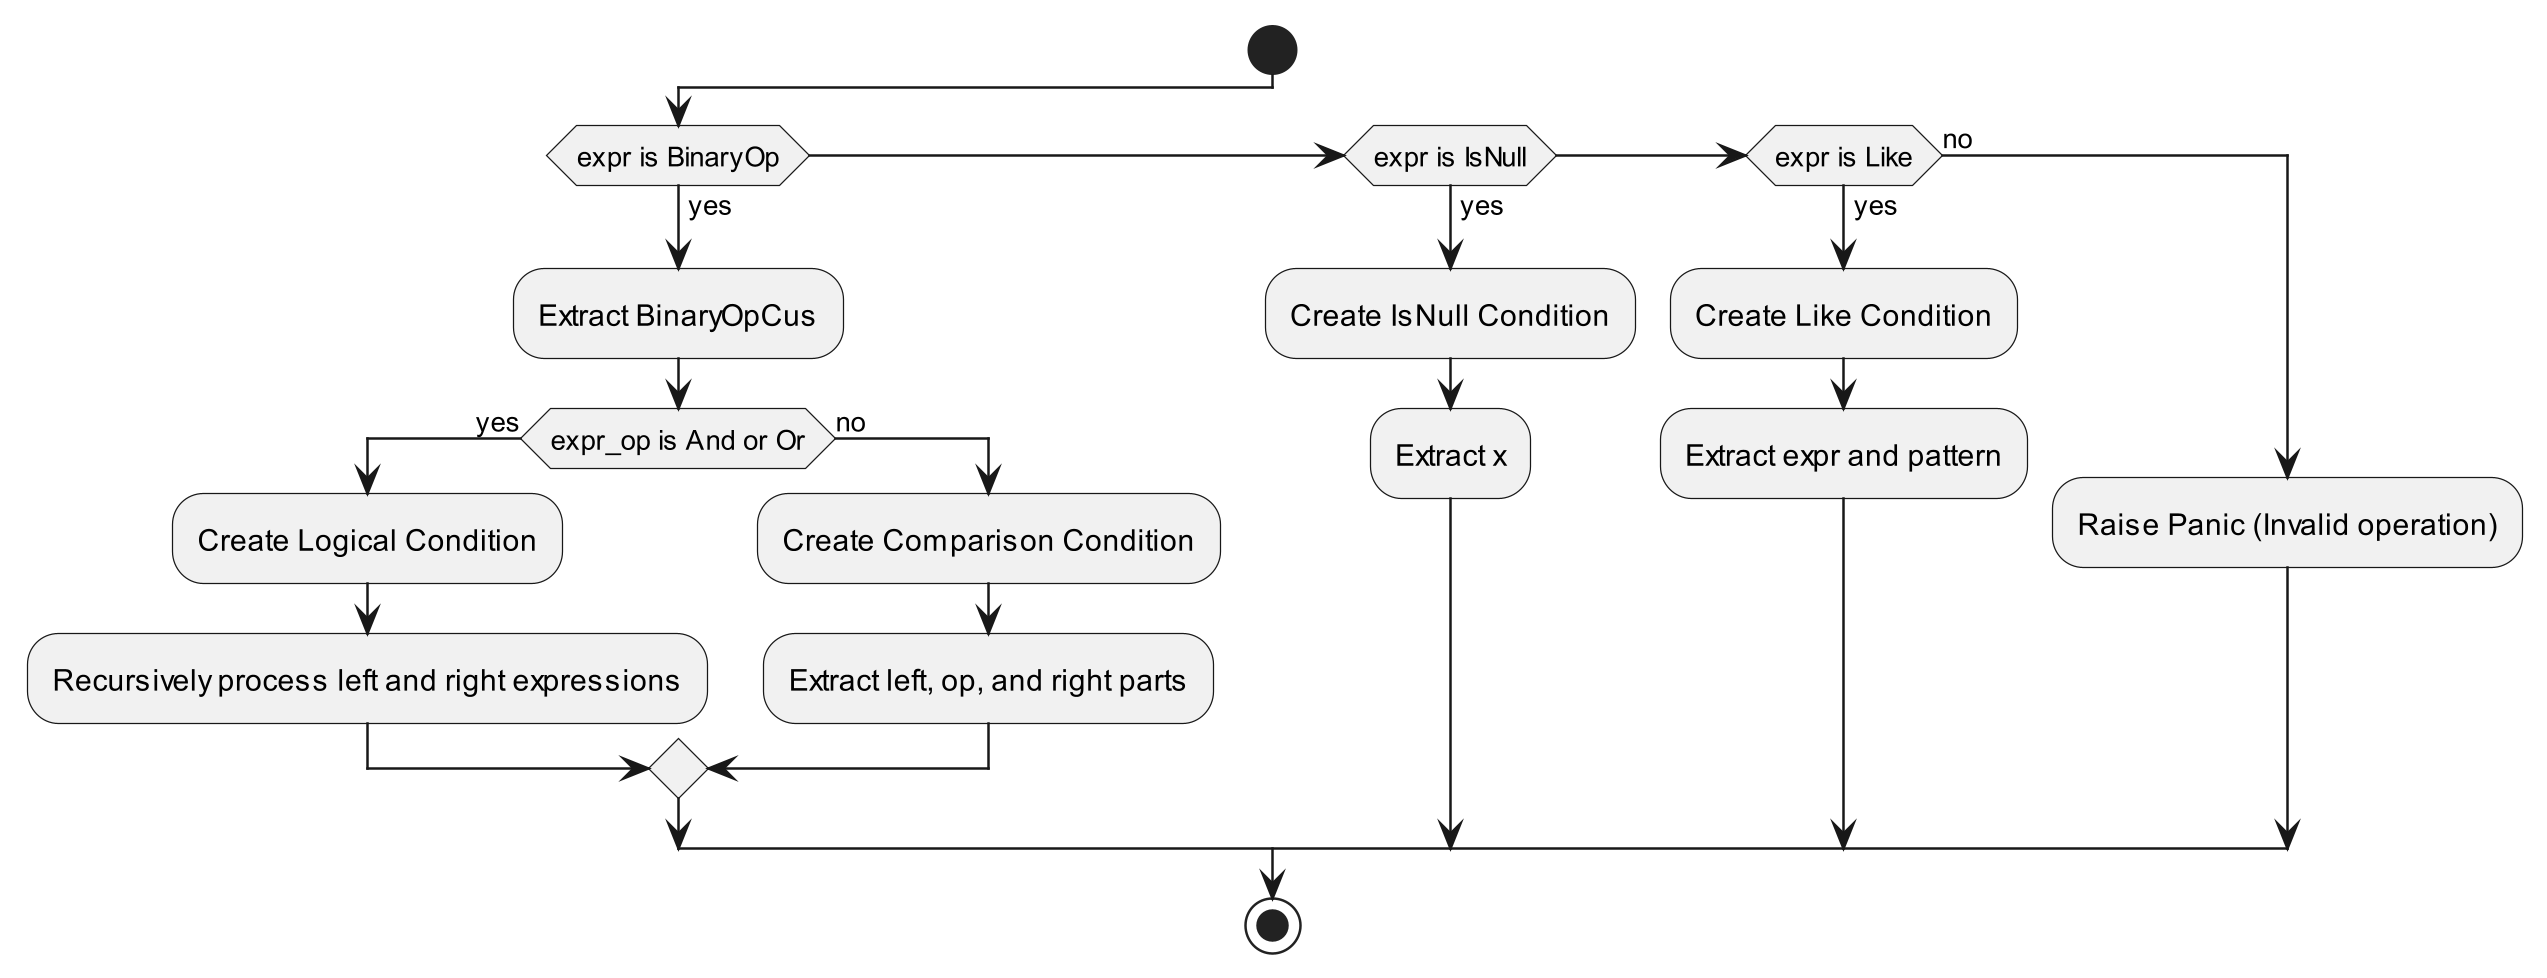 expr is BinaryOp
expr is IsNull
expr is Like
no
yes
yes
yes
Extract BinaryOpCus
Create IsNull Condition
Create Like Condition
yes
expr_op is And or Or
no
Extract x
Extract expr and pattern
Create Logical Condition
Create Comparison Condition
Raise Panic (Invalid operation)
Recursively process left and right expressions
Extract left, op, and right parts